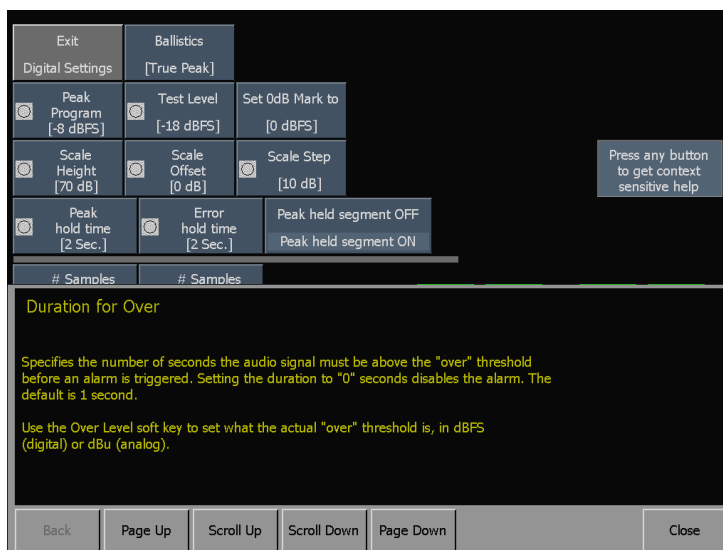 Exit
Digital Settings
Ballistics
[True Peak]
Peak
Program
[-8 dBFS]
Test Level
[-18 dBFS]
Set 0dB Mark to
[0 dBFS]
Scale
Height
[70 dB]
Scale
Offset
[0 dB]
Scale Step
[10 dB]
Press any button
to get context
sensitive help
Peak
hold time
[2 Sec.]
Error
hold time
[2 Sec.]
Peak held segment OFF
Peak held segment ON
# Samples
# Samples
Duration for Over
Specifies the number of seconds the audio signal must be above the "over" threshold
before an alarm is triggered. Setting the duration to "0" seconds disables the alarm. The
default is 1 second.
Use the Over Level soft key to set what the actual "over" threshold is, in dBFS
(digital) or dBu (analog).
Back
Page Up
Scroll Up
Scroll Down
Page Down
Close